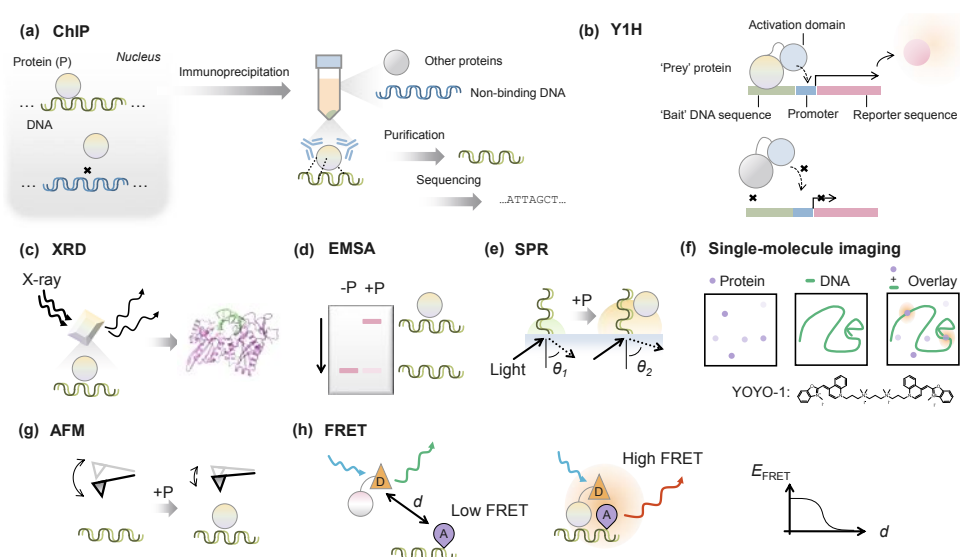 (a) ChIP
Nucleus
Protein (P)
... ...
DNA
... ...
Immunoprecipitation
Other proteins
Non-binding DNA
Purification
Sequencing
...ATTAGCT...
(b) Y1H
Activation domain
'Prey' protein
'Bait' DNA sequence
Promoter
Reporter sequence
(c) XRD
X-ray
(d) EMSA
-P +P
(e) SPR
+P
Light
θ1
θ2
(f) Single-molecule imaging
Protein
DNA
+
Overlay
YOYO-1:
(g) AFM
+P
(h) FRET
D
d
A
Low FRET
High FRET
D
A
EFRET
d